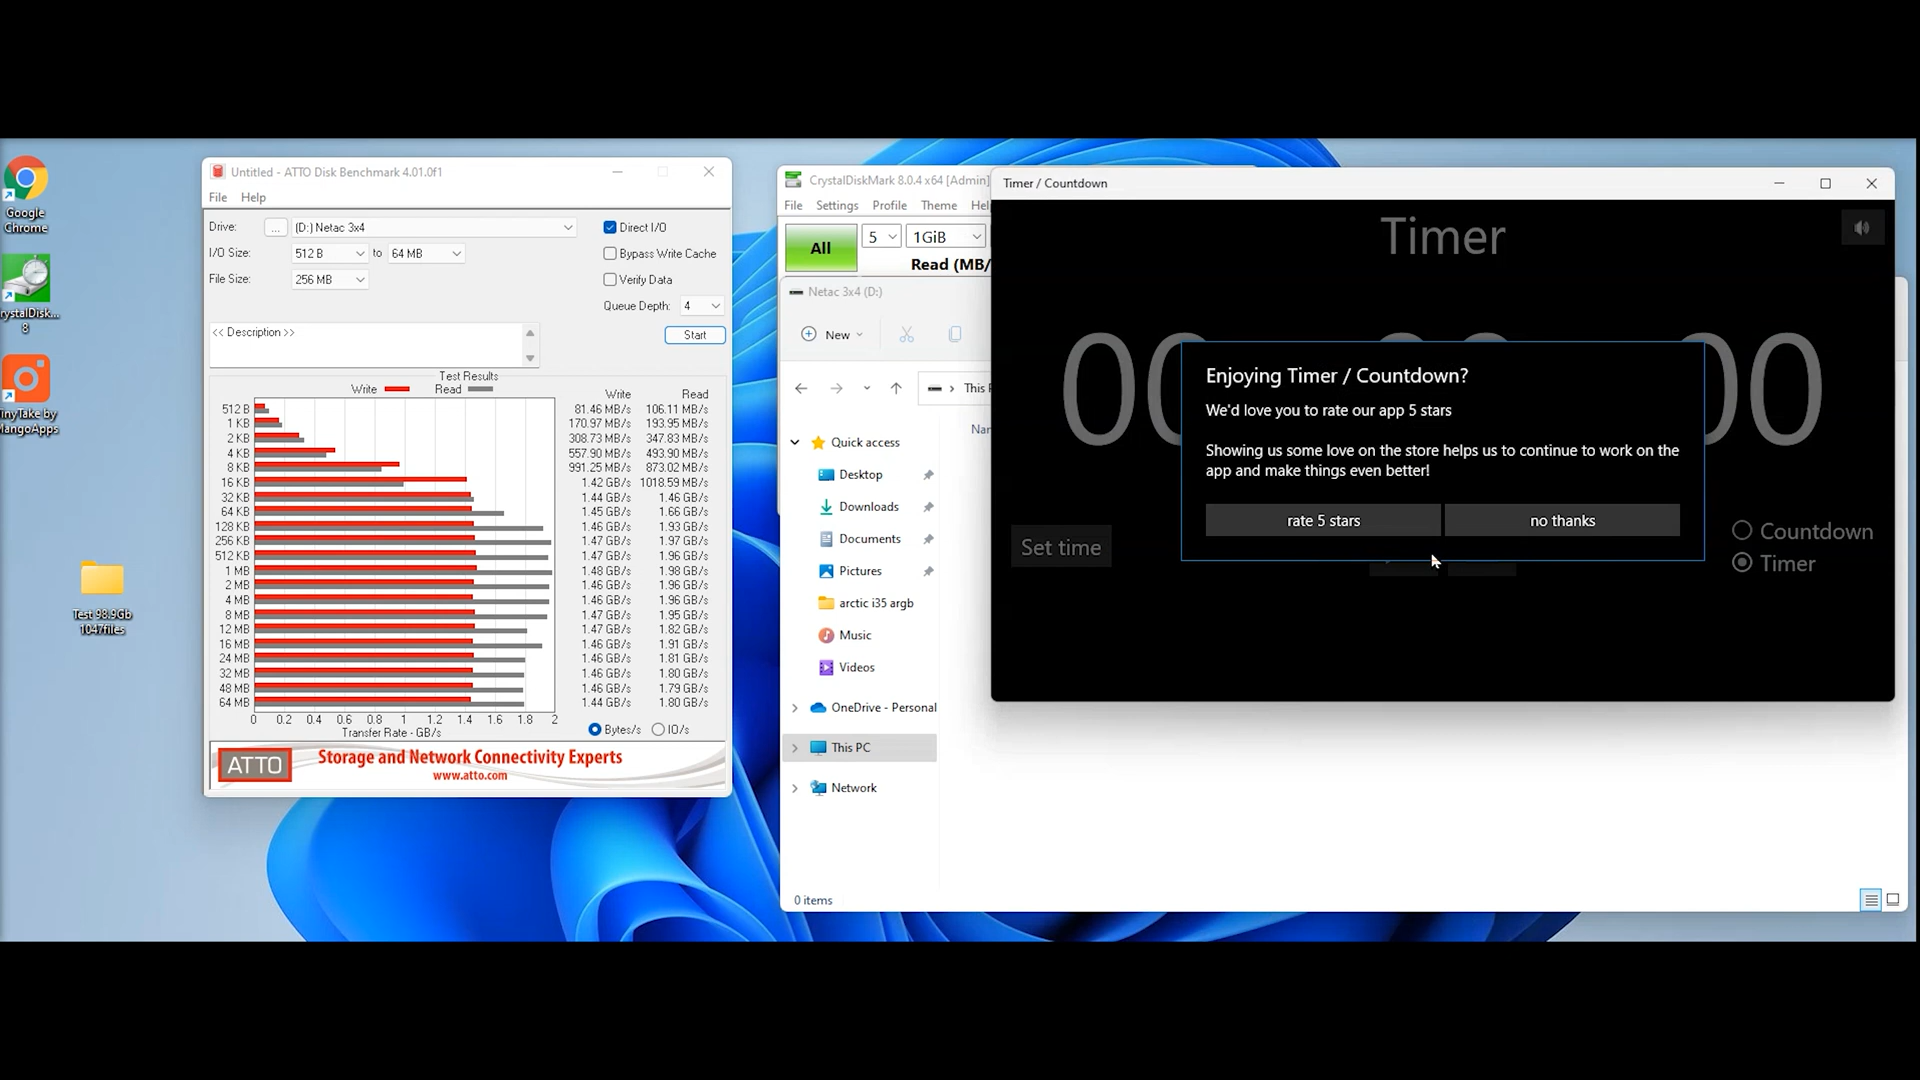 Google
Chrome
rystalDisk...
8
inyTake by
MangoApps
Test 98.9Gb
1047files
Untitled - ATTO Disk Benchmark 4.01.0f1
File Help
Drive: ... (D:) Netac 3x4 Direct I/O
I/O Size: 512 B to 64 MB Bypass Write Cache
File Size: 256 MB Verify Data
Queue Depth: 4
<< Description >> Start
Test Results
Write Read Write Read
512 B 81.46 MB/s 106.11 MB/s
1 KB 170.97 MB/s 193.95 MB/s
2 KB 308.73 MB/s 347.83 MB/s
4 KB 557.90 MB/s 493.90 MB/s
8 KB 991.25 MB/s 873.02 MB/s
16 KB 1.42 GB/s 1018.59 MB/s
32 KB 1.44 GB/s 1.46 GB/s
64 KB 1.45 GB/s 1.66 GB/s
128 KB 1.46 GB/s 1.93 GB/s
256 KB 1.47 GB/s 1.97 GB/s
512 KB 1.47 GB/s 1.96 GB/s
1 MB 1.48 GB/s 1.98 GB/s
2 MB 1.46 GB/s 1.96 GB/s
4 MB 1.46 GB/s 1.96 GB/s
8 MB 1.47 GB/s 1.95 GB/s
12 MB 1.47 GB/s 1.82 GB/s
16 MB 1.46 GB/s 1.91 GB/s
24 MB 1.46 GB/s 1.81 GB/s
32 MB 1.46 GB/s 1.80 GB/s
48 MB 1.46 GB/s 1.79 GB/s
64 MB 1.44 GB/s 1.80 GB/s
0 0.2 0.4 0.6 0.8 1 1.2 1.4 1.6 1.8 2
Transfer Rate - GB/s Bytes/s IO/s
ATTO Storage and Network Connectivity Experts
www.atto.com
CrystalDiskMark 8.0.4 x64 [Admin]
File Settings Profile Theme Hel
All 5 1GiB
Read (MB/
Netac 3x4 (D:)
New
This P
Nan
Quick access
Desktop
Downloads
Documents
Pictures
arctic i35 argb
Music
Videos
OneDrive - Personal
This PC
Network
0 items
Timer / Countdown
Timer
00 00
Enjoying Timer / Countdown?
We'd love you to rate our app 5 stars
Showing us some love on the store helps us to continue to work on the
app and make things even better!
rate 5 stars no thanks
Set time
Countdown
Timer